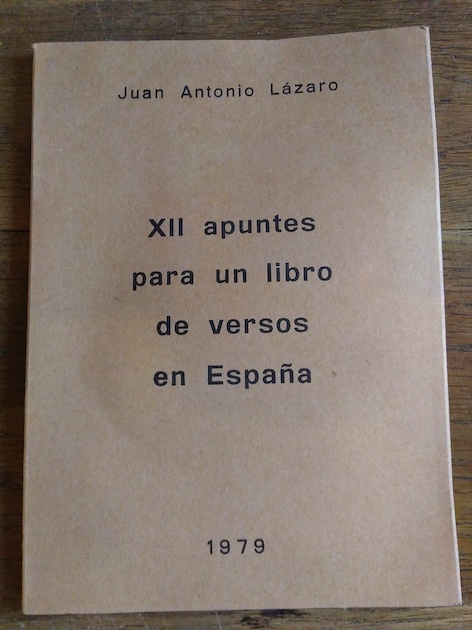 Juan Antonio Lázaro
XII apuntes
para un libro
de versos
en España
1979